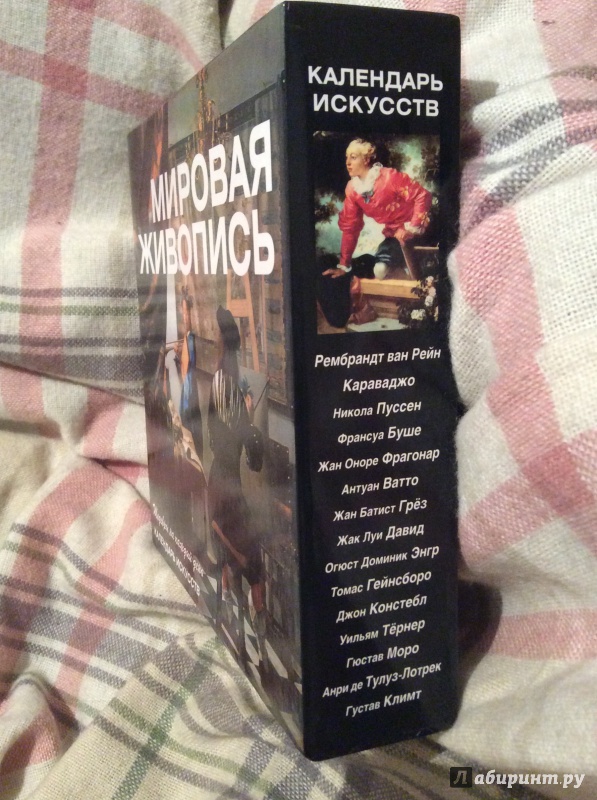 МИРОВАЯ
ЖИВОПИСЬ
КАЛЕНДАРЬ ИСКУССТВ
КАЛЕНДАРЬ
ИСКУССТВ
Рембрандт ван Рейн
Караваджо
Никола Пуссен
Франсуа Буше
Жан Оноре Фрагонар
Антуан Ватто
Жан Батист Грёз
Жак Луи Давид
Огюст Доминик Энгр
Томас Гейнсборо
Джон Констебл
Уильям Тёрнер
Гюстав Моро
Анри де Тулуз-Лотрек
Густав Климт
Лабиринт.ру